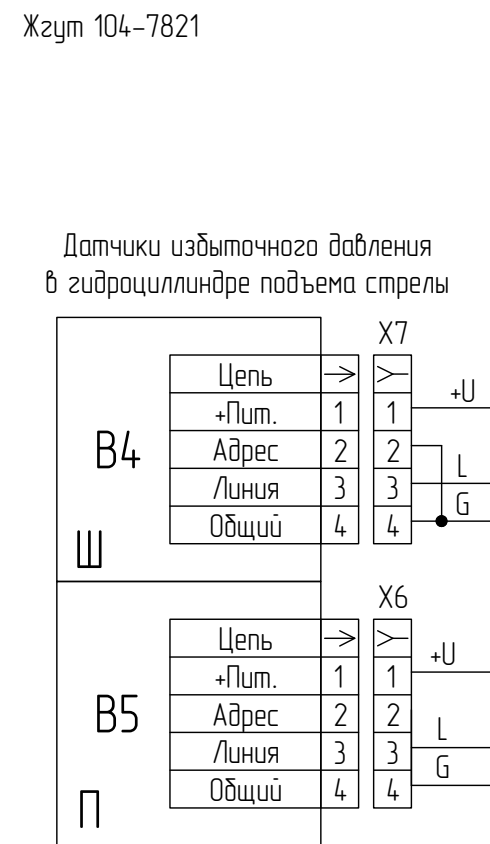 Жгут 104-7821
Датчики избыточного давления
в гидроциллиндре подъема стрелы
X7
Цепь
+U
+Пит. 1 1
B4
Адрес 2 2
L
Линия 3 3
G
Общий 4 4
Ш
X6
Цепь
+U
+Пит. 1 1
B5
Адрес 2 2
L
Линия 3 3
G
Общий 4 4
П